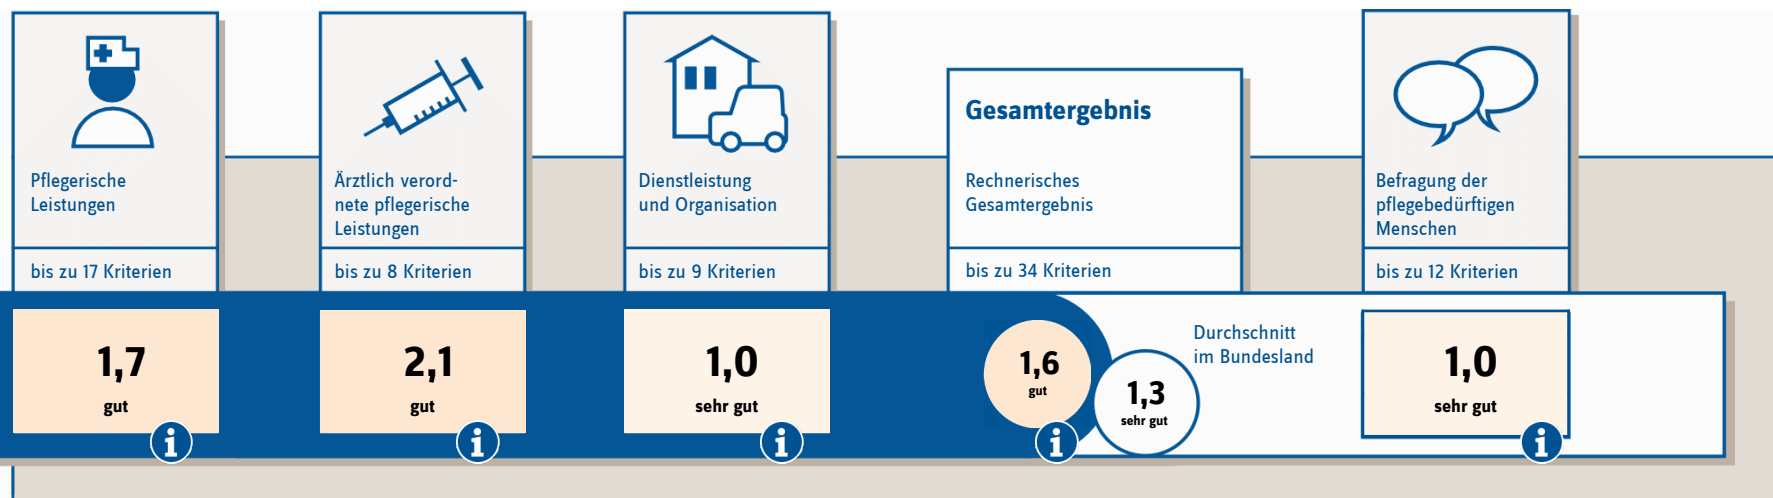 Pflegerische
Leistungen
bis zu 17 Kriterien
1,7
gut
i
Ärztlich verord-
nete pflegerische
Leistungen
bis zu 8 Kriterien
2,1
gut
i
Dienstleistung
und Organisation
bis zu 9 Kriterien
1,0
sehr gut
i
Gesamtergebnis
Rechnerisches
Gesamtergebnis
bis zu 34 Kriterien
1,6
gut
i
1,3
sehr gut
Durchschnitt
im Bundesland
Befragung der
pflegebedürftigen
Menschen
bis zu 12 Kriterien
1,0
sehr gut
i